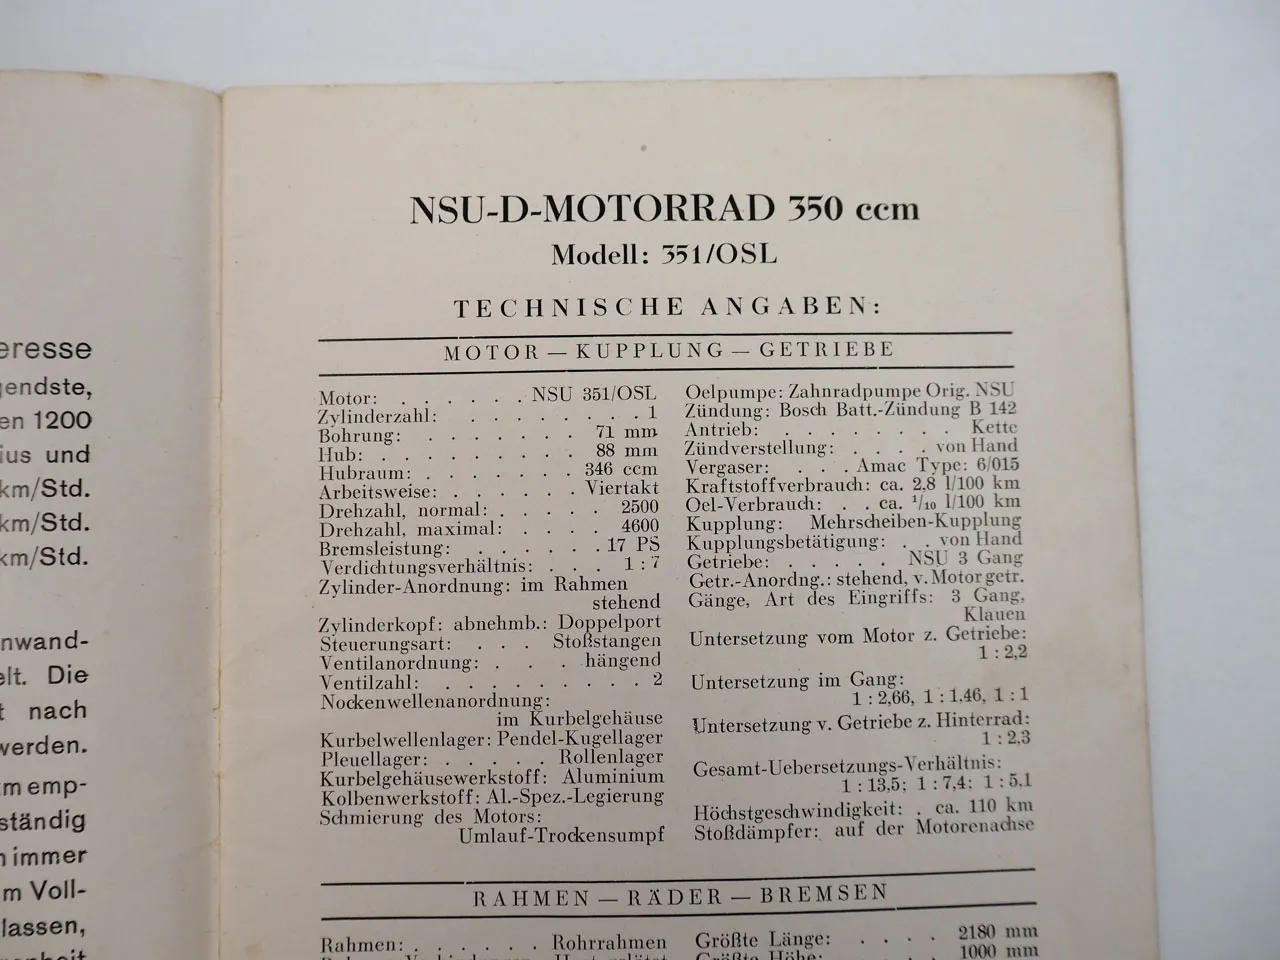 eresse
gendste,
en 1200
ius und
km/Std.
km/Std.
km/Std.
nwand-
elt. Die
t nach
werden.
tm emp-
ständig
n immer
m Voll-
lassen,
NSU-D-MOTORRAD 350 ccm
Modell: 351/OSL
TECHNISCHE ANGABEN:
MOTOR — KUPPLUNG — GETRIEBE
Motor: . . . . . . NSU 351/OSL
Zylinderzahl: . . . . . . . . 1
Bohrung: . . . . . . . 71 mm
Hub: . . . . . . . . . 88 mm
Hubraum: . . . . . . . 346 ccm
Arbeitsweise: . . . . . . Viertakt
Drehzahl, normal: . . . . . 2500
Drehzahl, maximal: . . . . 4600
Bremsleistung: . . . . . . 17 PS
Verdichtungsverhältnis: . . . 1 : 7
Zylinder-Anordnung: im Rahmen
stehend
Zylinderkopf: abnehmb.: Doppelport
Steuerungsart: . . . Stoßstangen
Ventilanordnung: . . . hängend
Ventilzahl: . . . . . . . . . 2
Nockenwellenanordnung:
im Kurbelgehäuse
Kurbelwellenlager: Pendel-Kugellager
Pleuellager: . . . . . Rollenlager
Kurbelgehäusewerkstoff: Aluminium
Kolbenwerkstoff: Al.-Spez.-Legierung
Schmierung des Motors:
Umlauf-Trockensumpf
Oelpumpe: Zahnradpumpe Orig. NSU
Zündung: Bosch Batt.-Zündung B 142
Antrieb: . . . . . . . . Kette
Zündverstellung: . . . . von Hand
Vergaser: . . . Amac Type: 6/015
Kraftstoffverbrauch: ca. 2,8 l/100 km
Oel-Verbrauch: . . ca. 1/10 l/100 km
Kupplung: Mehrscheiben-Kupplung
Kupplungsbetätigung: . . von Hand
Getriebe: . . . . . NSU 3 Gang
Getr.-Anordng.: stehend, v. Motor getr.
Gänge, Art des Eingriffs: 3 Gang,
Klauen
Untersetzung vom Motor z. Getriebe:
1 : 2,2
Untersetzung im Gang:
1 : 2,66, 1 : 1,46, 1 : 1
Untersetzung v. Getriebe z. Hinterrad:
1 : 2,3
Gesamt-Uebersetzungs-Verhältnis:
1 : 13,5; 1 : 7,4; 1 : 5,1
Höchstgeschwindigkeit: . ca. 110 km
Stoßdämpfer: auf der Motorenachse
RAHMEN — RÄDER — BREMSEN
Rahmen: . . . . . . Rohrrahmen
Größte Länge: . . . . 2180 mm
Größte Höhe: . . . . 1000 mm